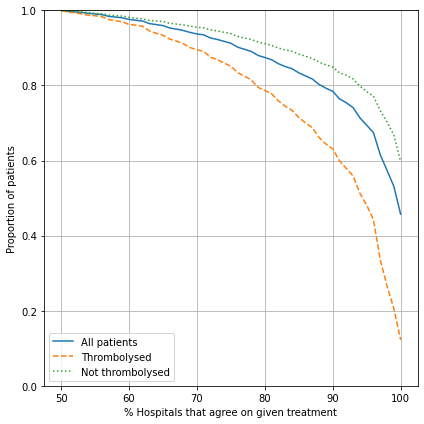 1.0
0.8
0.6
0.4
0.2
0.0
Proportion of patients
All patients
Thrombolysed
Not thrombolysed
50 60 70 80 90 100
% Hospitals that agree on given treatment